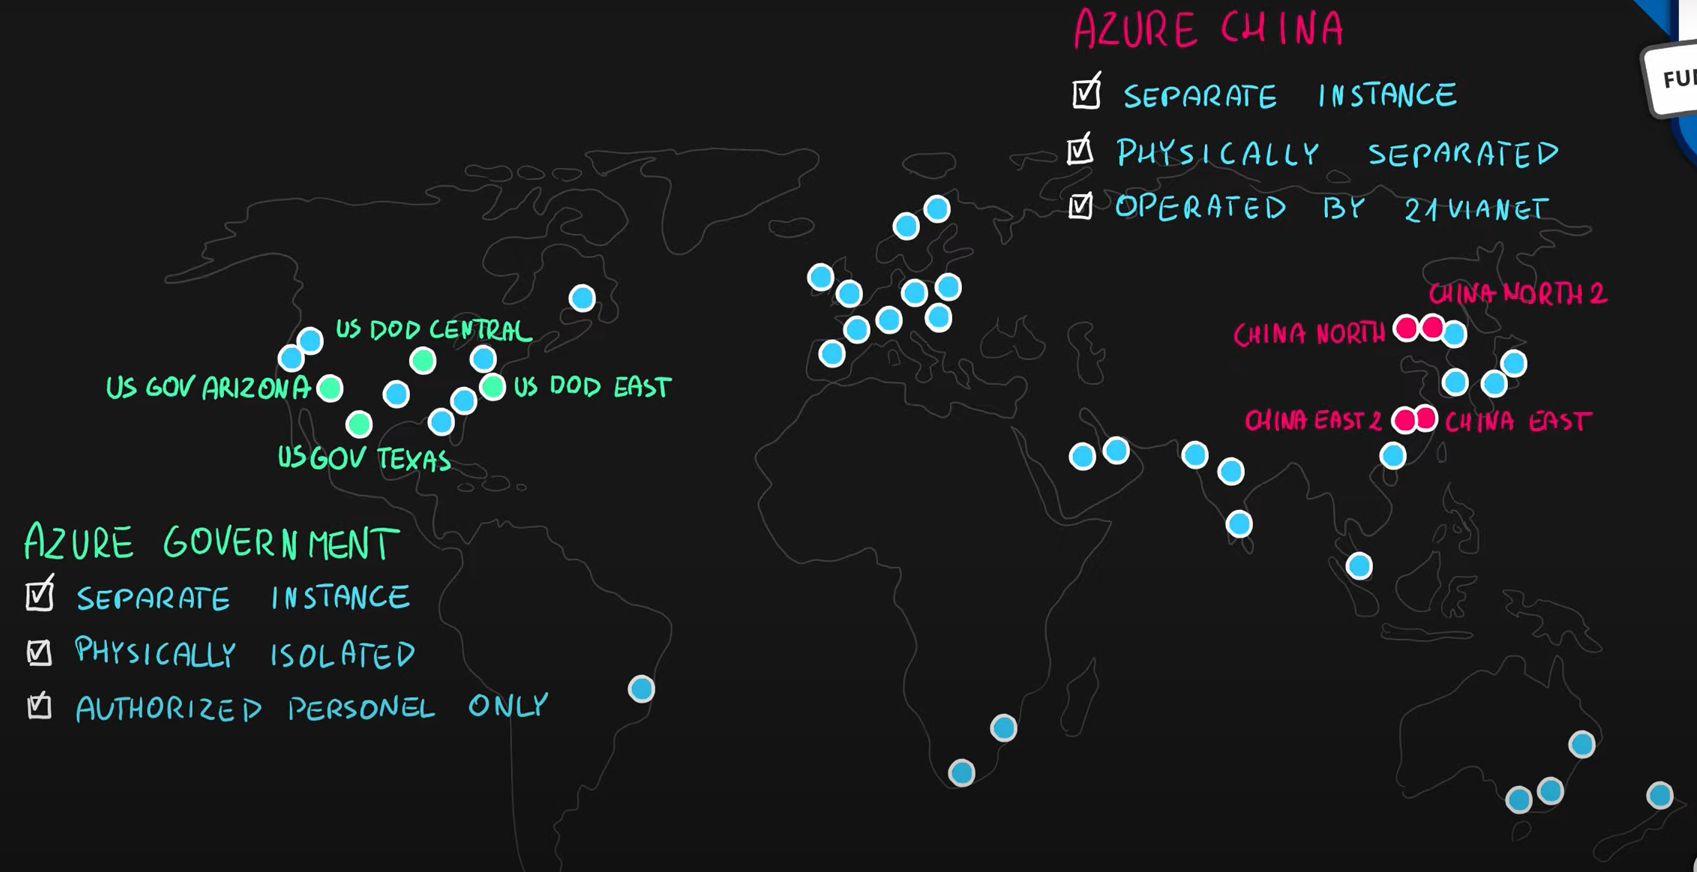 AZURE CHINA
SEPARATE INSTANCE
PHYSICALLY SEPARATED
OPERATED BY 21VIANET
CHINA NORTH 2
CHINA NORTH
CHINA EAST 2
CHINA EAST
US DOD CENTRAL
US GOV ARIZONA
US DOD EAST
US GOV TEXAS
AZURE GOVERNMENT
SEPARATE INSTANCE
PHYSICALLY ISOLATED
AUTHORIZED PERSONEL ONLY